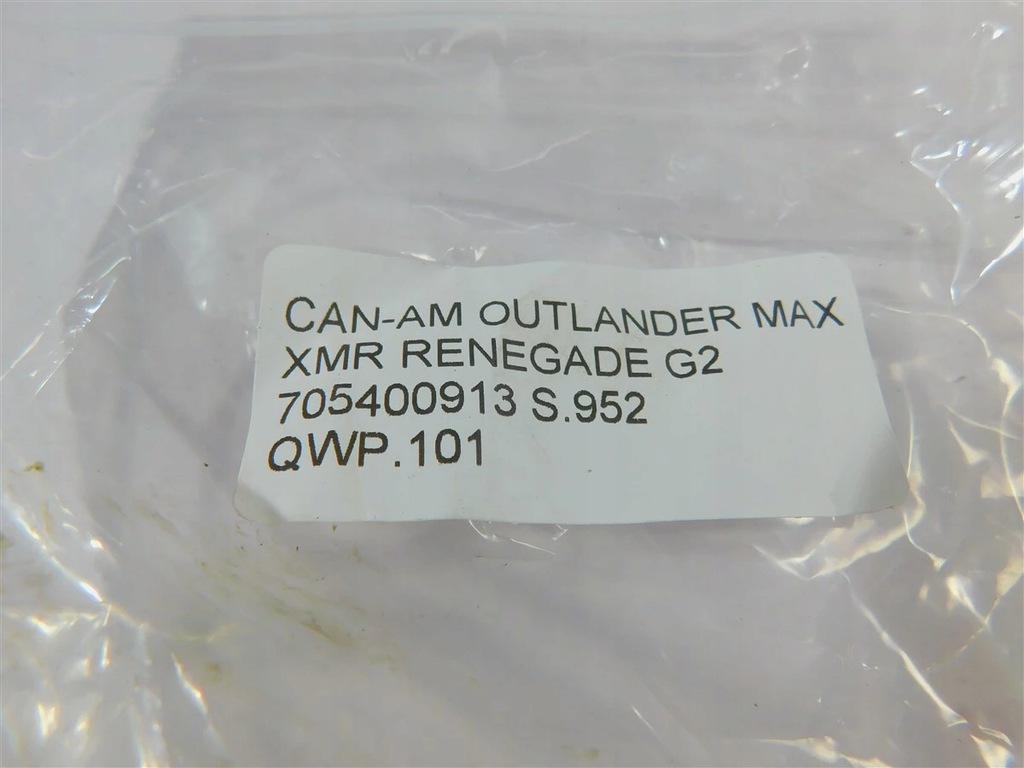 CAN-AM OUTLANDER MAX
XMR RENEGADE G2
705400913 S.952
QWP.101